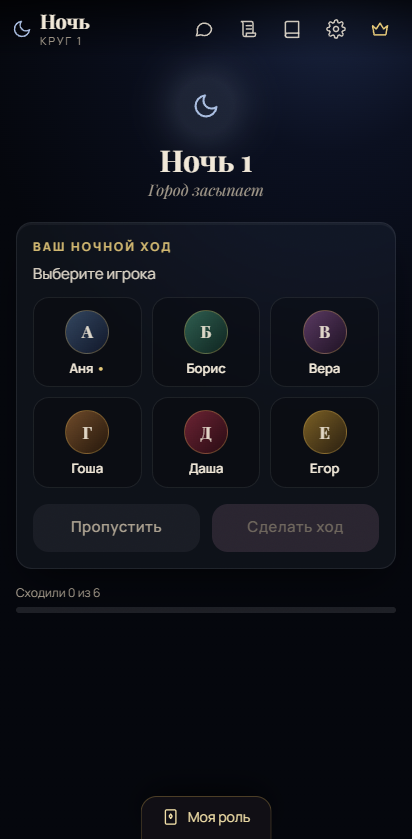 Ночь
КРУГ 1
Ночь 1
Город засыпает
ВАШ НОЧНОЙ ХОД
Выберите игрока
А
Б
В
Аня •
Борис
Вера
Г
Д
Е
Гоша
Даша
Егор
Пропустить
Сделать ход
Сходили 0 из 6
Моя роль